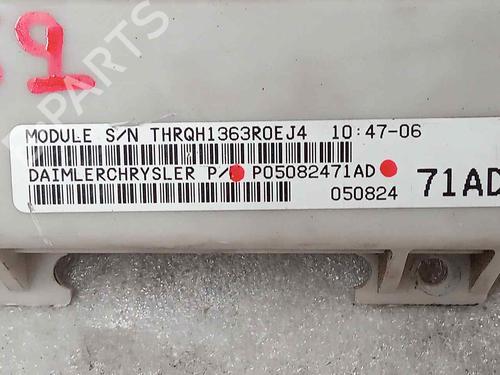 MODULE S/N THRQH1363R0EJ4 10:47-06
DAIMLERCHRYSLER P/ P05082471AD
050824 71AD
B-PARTS